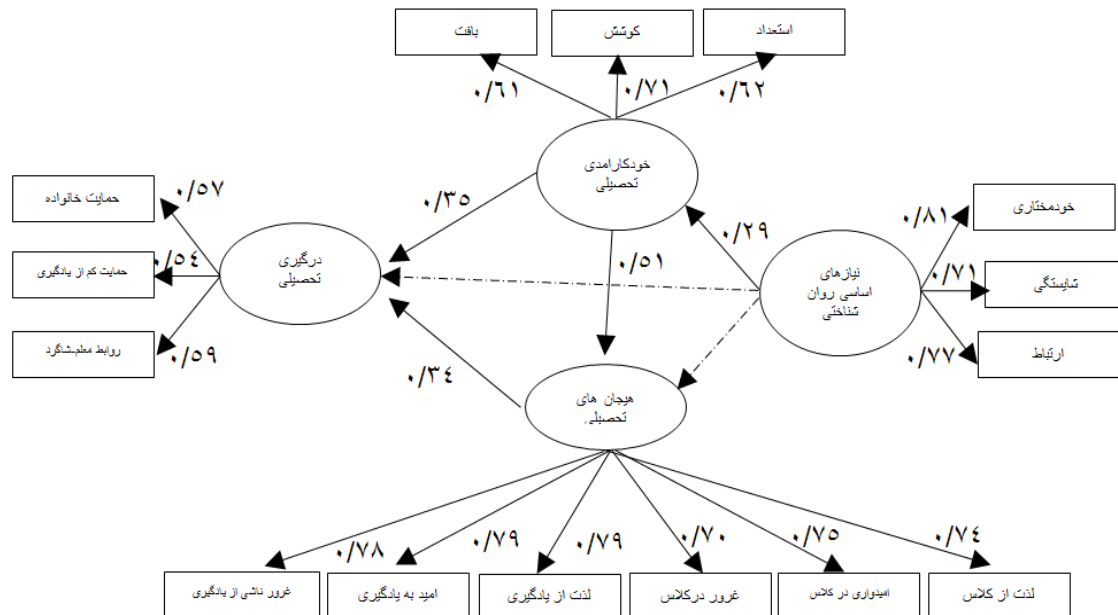 استعداد
کوشش
بافت
۰/۶۲
۰/۷۱
۰/۶۱
خودکارامدی
تحصیلی
خودمختاری
۰/۸۱
شایستگی
۰/۷۱
ارتباط
۰/۷۷
نیازهای
اساسی روان
شناختی
۰/۲۹
۰/۵۱
۰/۳۵
درگیری
تحصیلی
حمایت خانواده
۰/۵۷
حمایت کم از یادگیری
۰/۵٤
روابط معلم-شاگرد
۰/۵۹
۰/۳٤
هیجان های
تحصیلی
۰/۷٤
۰/۷۵
۰/۷۰
۰/۷۹
۰/۷۹
۰/۷۸
لذت از کلاس
امیدواری در کلاس
غرور درکلاس
لذت از یادگیری
امید به یادگیری
غرور ناشی از یادگیری